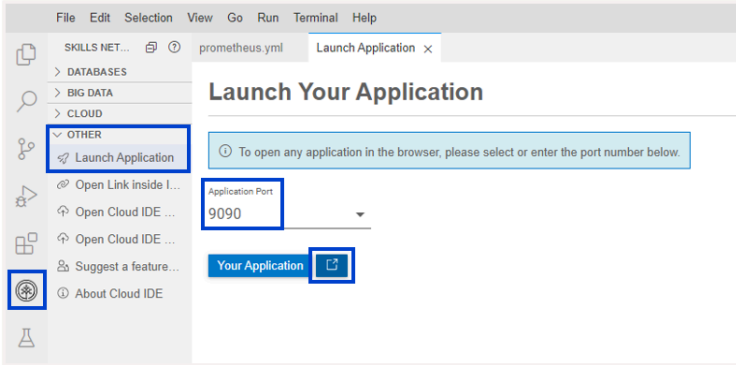 File Edit Selection View Go Run Terminal Help
SKILLS NET...
prometheus.yml
Launch Application
DATABASES
BIG DATA
CLOUD
OTHER
Launch Application
Open Link inside I...
Open Cloud IDE ...
Open Cloud IDE ...
Suggest a feature...
About Cloud IDE
Launch Your Application
To open any application in the browser, please select or enter the port number below.
Application Port
9090
Your Application